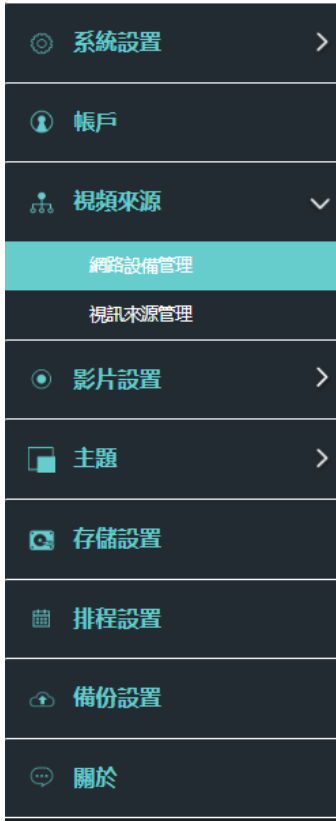 系統設置
帳戶
視頻來源
網路設備管理
視訊來源管理
影片設置
主題
存儲設置
排程設置
備份設置
關於